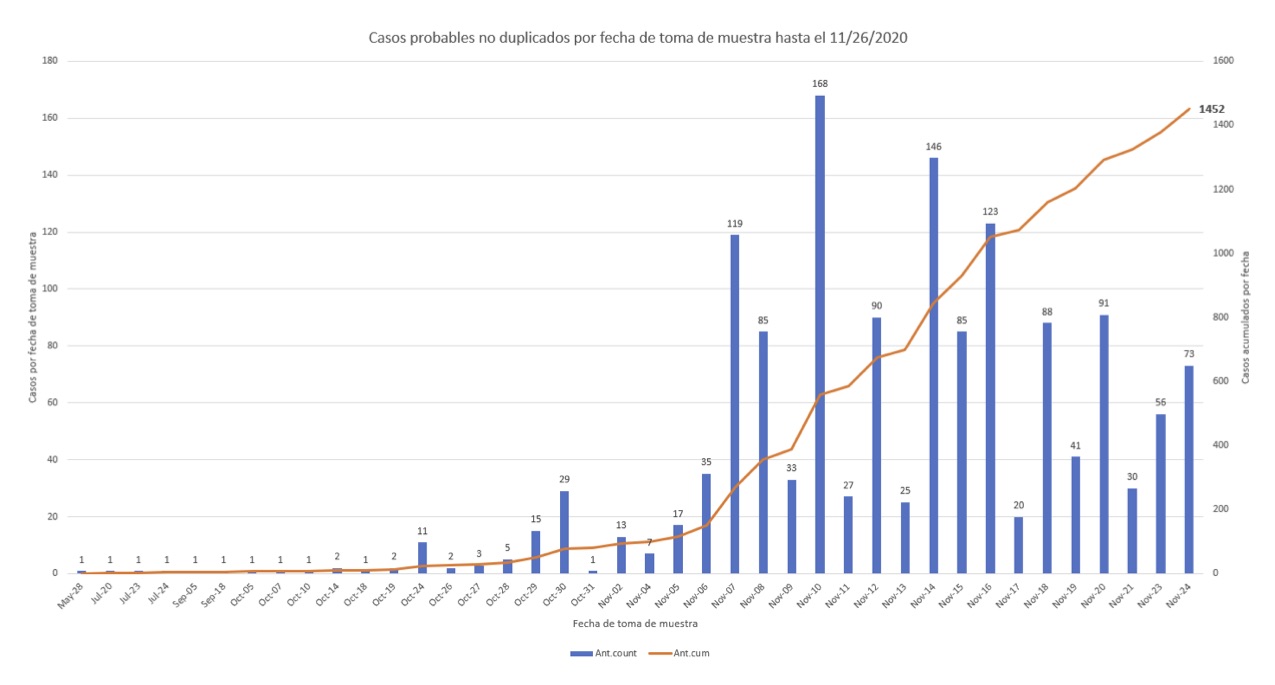 Casos probables no duplicados por fecha de toma de muestra hasta el 11/26/2020
Casos por fecha de toma de muestra
180
160
140
120
100
80
60
40
20
0
1
1
1
1
1
1
1
1
1
2
1
2
11
2
3
5
15
29
1
13
7
17
35
119
85
33
168
27
90
25
146
85
123
20
88
41
91
30
56
73
1452
1600
1400
1200
1000
800
600
400
200
0
Casos acumulados por fecha
May-28
Jul-20
Jul-23
Jul-24
Sep-05
Sep-18
Oct-05
Oct-07
Oct-10
Oct-14
Oct-18
Oct-19
Oct-24
Oct-26
Oct-27
Oct-28
Oct-29
Oct-30
Oct-31
Nov-02
Nov-04
Nov-05
Nov-06
Nov-07
Nov-08
Nov-09
Nov-10
Nov-11
Nov-12
Nov-13
Nov-14
Nov-15
Nov-16
Nov-17
Nov-18
Nov-19
Nov-20
Nov-21
Nov-23
Nov-24
Fecha de toma de muestra
Ant.count
Ant.cum